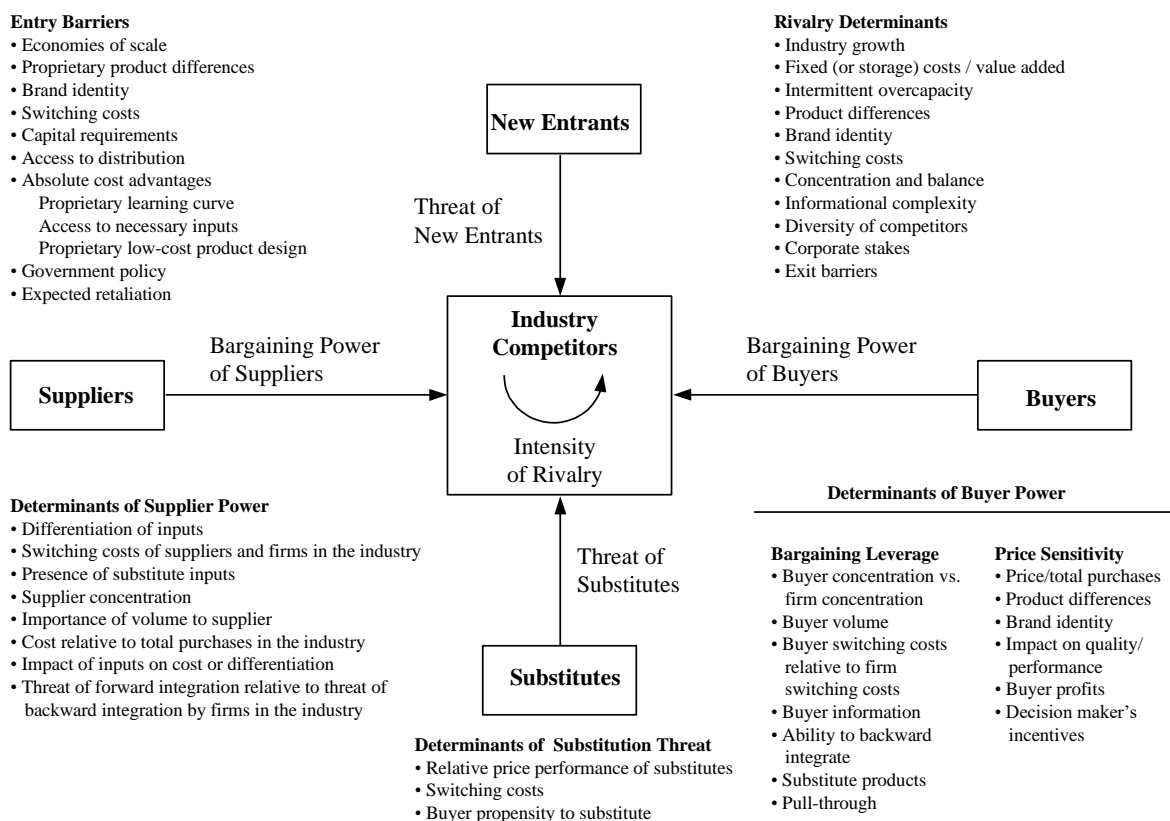 Entry Barriers
• Economies of scale
• Proprietary product differences
• Brand identity
• Switching costs
• Capital requirements
• Access to distribution
• Absolute cost advantages
Proprietary learning curve
Access to necessary inputs
Proprietary low-cost product design
• Government policy
• Expected retaliation
New Entrants
Threat of
New Entrants
Rivalry Determinants
• Industry growth
• Fixed (or storage) costs / value added
• Intermittent overcapacity
• Product differences
• Brand identity
• Switching costs
• Concentration and balance
• Informational complexity
• Diversity of competitors
• Corporate stakes
• Exit barriers
Suppliers
Bargaining Power
of Suppliers
Industry
Competitors
Intensity
of Rivalry
Bargaining Power
of Buyers
Buyers
Determinants of Supplier Power
• Differentiation of inputs
• Switching costs of suppliers and firms in the industry
• Presence of substitute inputs
• Supplier concentration
• Importance of volume to supplier
• Cost relative to total purchases in the industry
• Impact of inputs on cost or differentiation
• Threat of forward integration relative to threat of
backward integration by firms in the industry
Threat of
Substitutes
Substitutes
Determinants of Substitution Threat
• Relative price performance of substitutes
• Switching costs
• Buyer propensity to substitute
Determinants of Buyer Power
Bargaining Leverage
• Buyer concentration vs.
firm concentration
• Buyer volume
• Buyer switching costs
relative to firm
switching costs
• Buyer information
• Ability to backward
integrate
• Substitute products
• Pull-through
Price Sensitivity
• Price/total purchases
• Product differences
• Brand identity
• Impact on quality/
performance
• Buyer profits
• Decision maker's
incentives